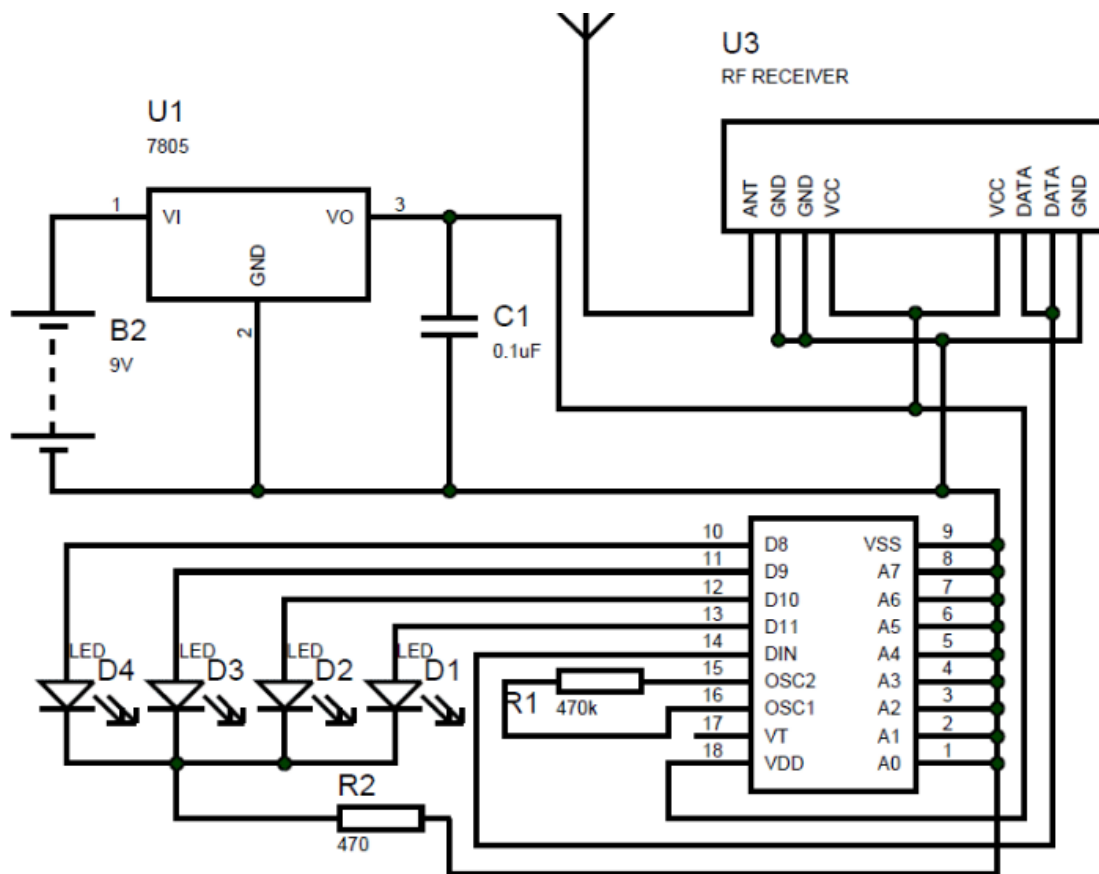 U3
RF RECEIVER
U1
7805
1
VI
VO
3
GND
2
ANT
GND
GND
VCC
VCC
DATA
DATA
GND
B2
9V
C1
0.1uF
10
D8
VSS
9
11
D9
A7
8
12
D10
A6
7
13
D11
A5
6
14
DIN
A4
5
15
OSC2
A3
4
16
OSC1
A2
3
17
VT
A1
2
18
VDD
A0
1
LED
D4
LED
D3
LED
D2
LED
D1
R1
470k
R2
470